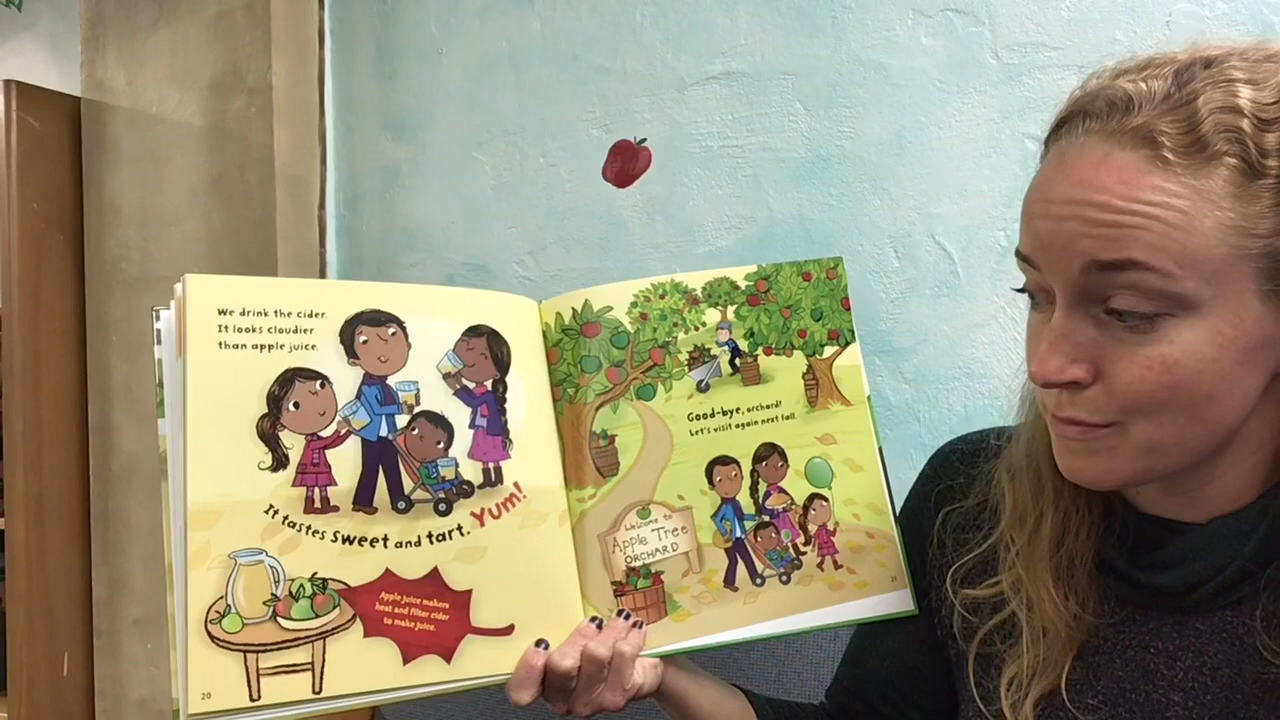 We drink the cider.
It looks cloudier
than apple juice.
It tastes sweet and tart. Yum!
Apple juice makers
heat and filter cider
to make juice.
20
Good-bye, orchard!
Let's visit again next fall.
Welcome to
Apple Tree
ORCHARD
21